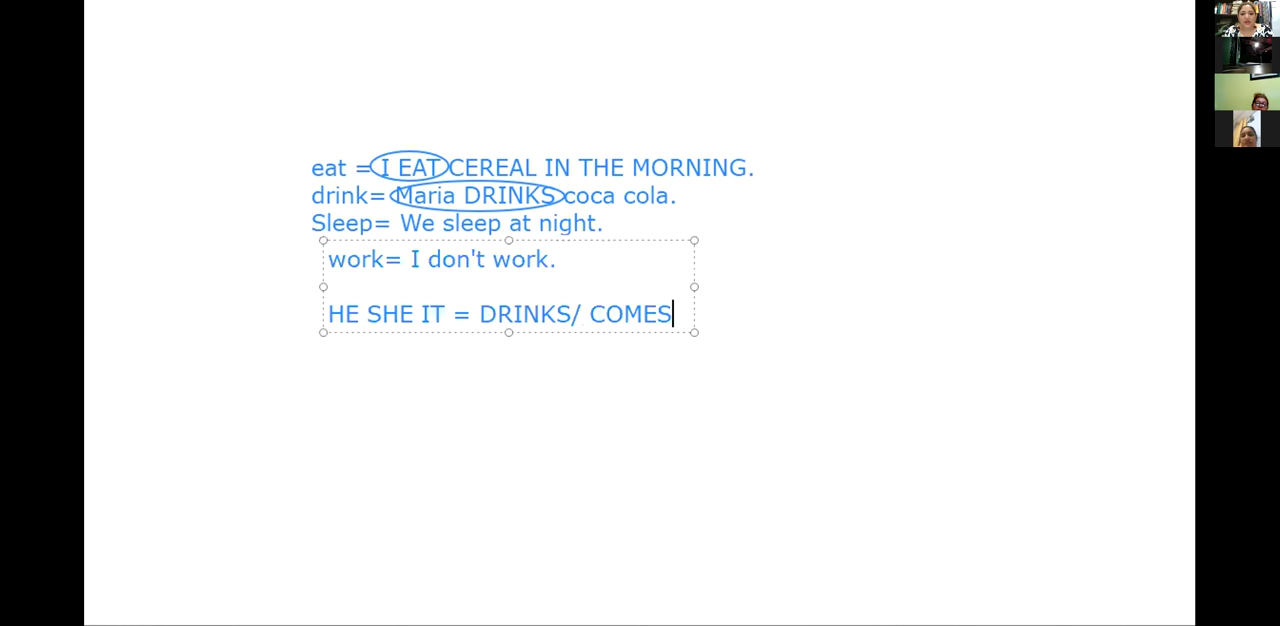 eat = I EAT CEREAL IN THE MORNING.
drink= Maria DRINKS coca cola.
Sleep= We sleep at night.
work= I don't work.
HE SHE IT = DRINKS/ COMES